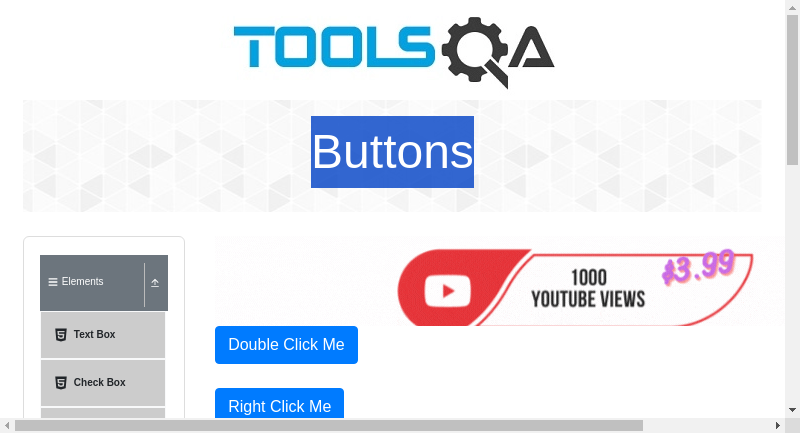 TOOLSQA
Buttons
Elements
Text Box
Check Box
1000
YOUTUBE VIEWS
$3.99
Double Click Me
Right Click Me